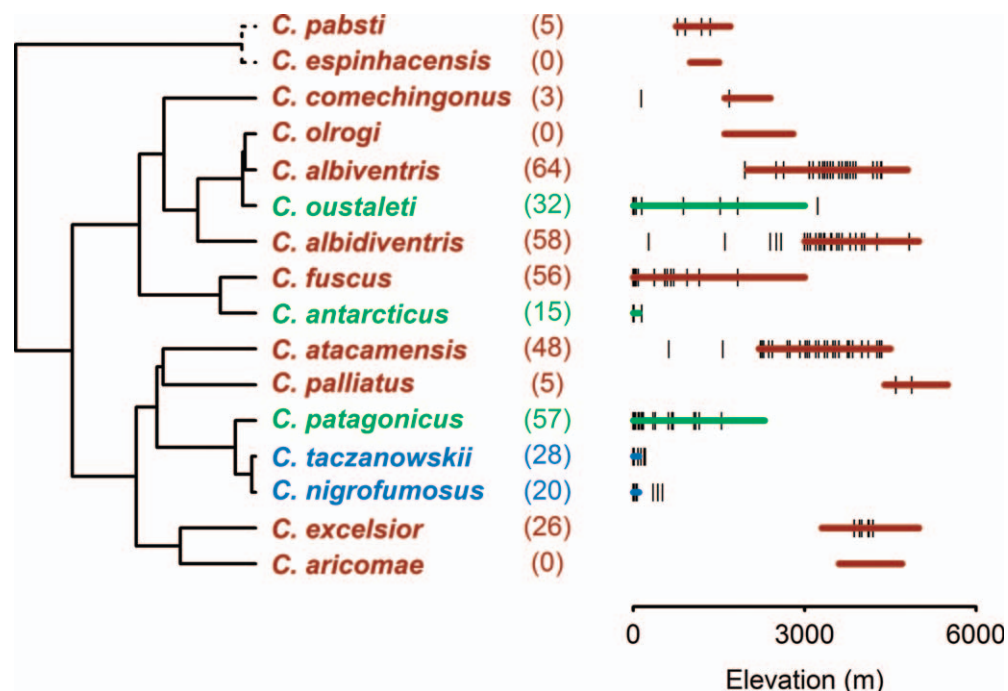 C. pabsti (5)
C. espinhacensis (0)
C. comechingonus (3)
C. olrogi (0)
C. albiventris (64)
C. oustaleti (32)
C. albidiventris (58)
C. fuscus (56)
C. antarcticus (15)
C. atacamensis (48)
C. palliatus (5)
C. patagonicus (57)
C. taczanowskii (28)
C. nigrofumosus (20)
C. excelsior (26)
C. aricomae (0)
0 3000 6000
Elevation (m)